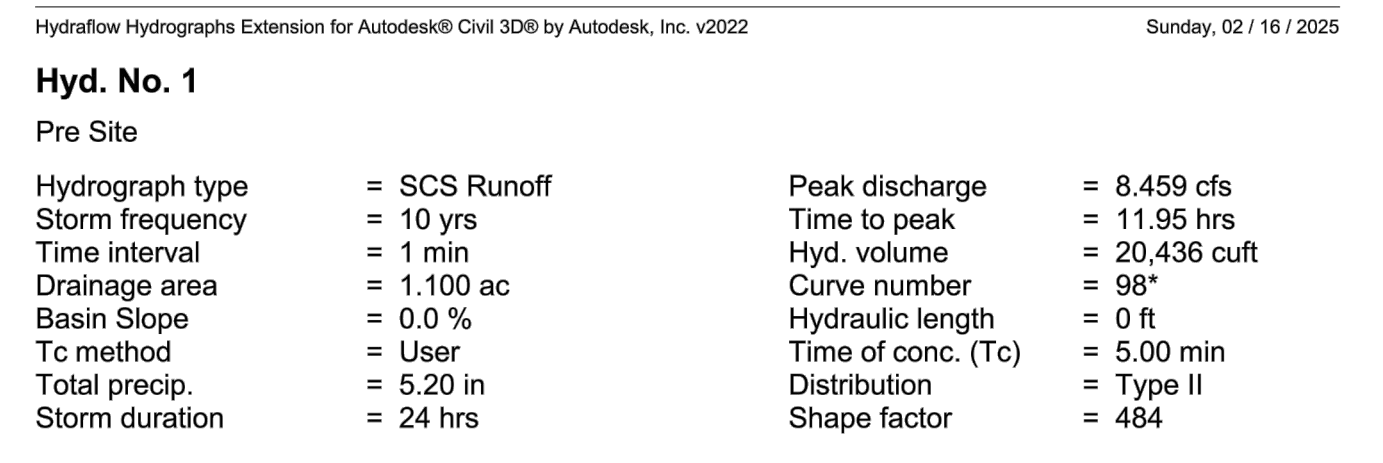 Hydraflow Hydrographs Extension for Autodesk® Civil 3D® by Autodesk, Inc. v2022 Sunday, 02 / 16 / 2025
Hyd. No. 1
Pre Site
Hydrograph type = SCS Runoff Peak discharge = 8.459 cfs
Storm frequency = 10 yrs Time to peak = 11.95 hrs
Time interval = 1 min Hyd. volume = 20,436 cuft
Drainage area = 1.100 ac Curve number = 98*
Basin Slope = 0.0 % Hydraulic length = 0 ft
Tc method = User Time of conc. (Tc) = 5.00 min
Total precip. = 5.20 in Distribution = Type II
Storm duration = 24 hrs Shape factor = 484